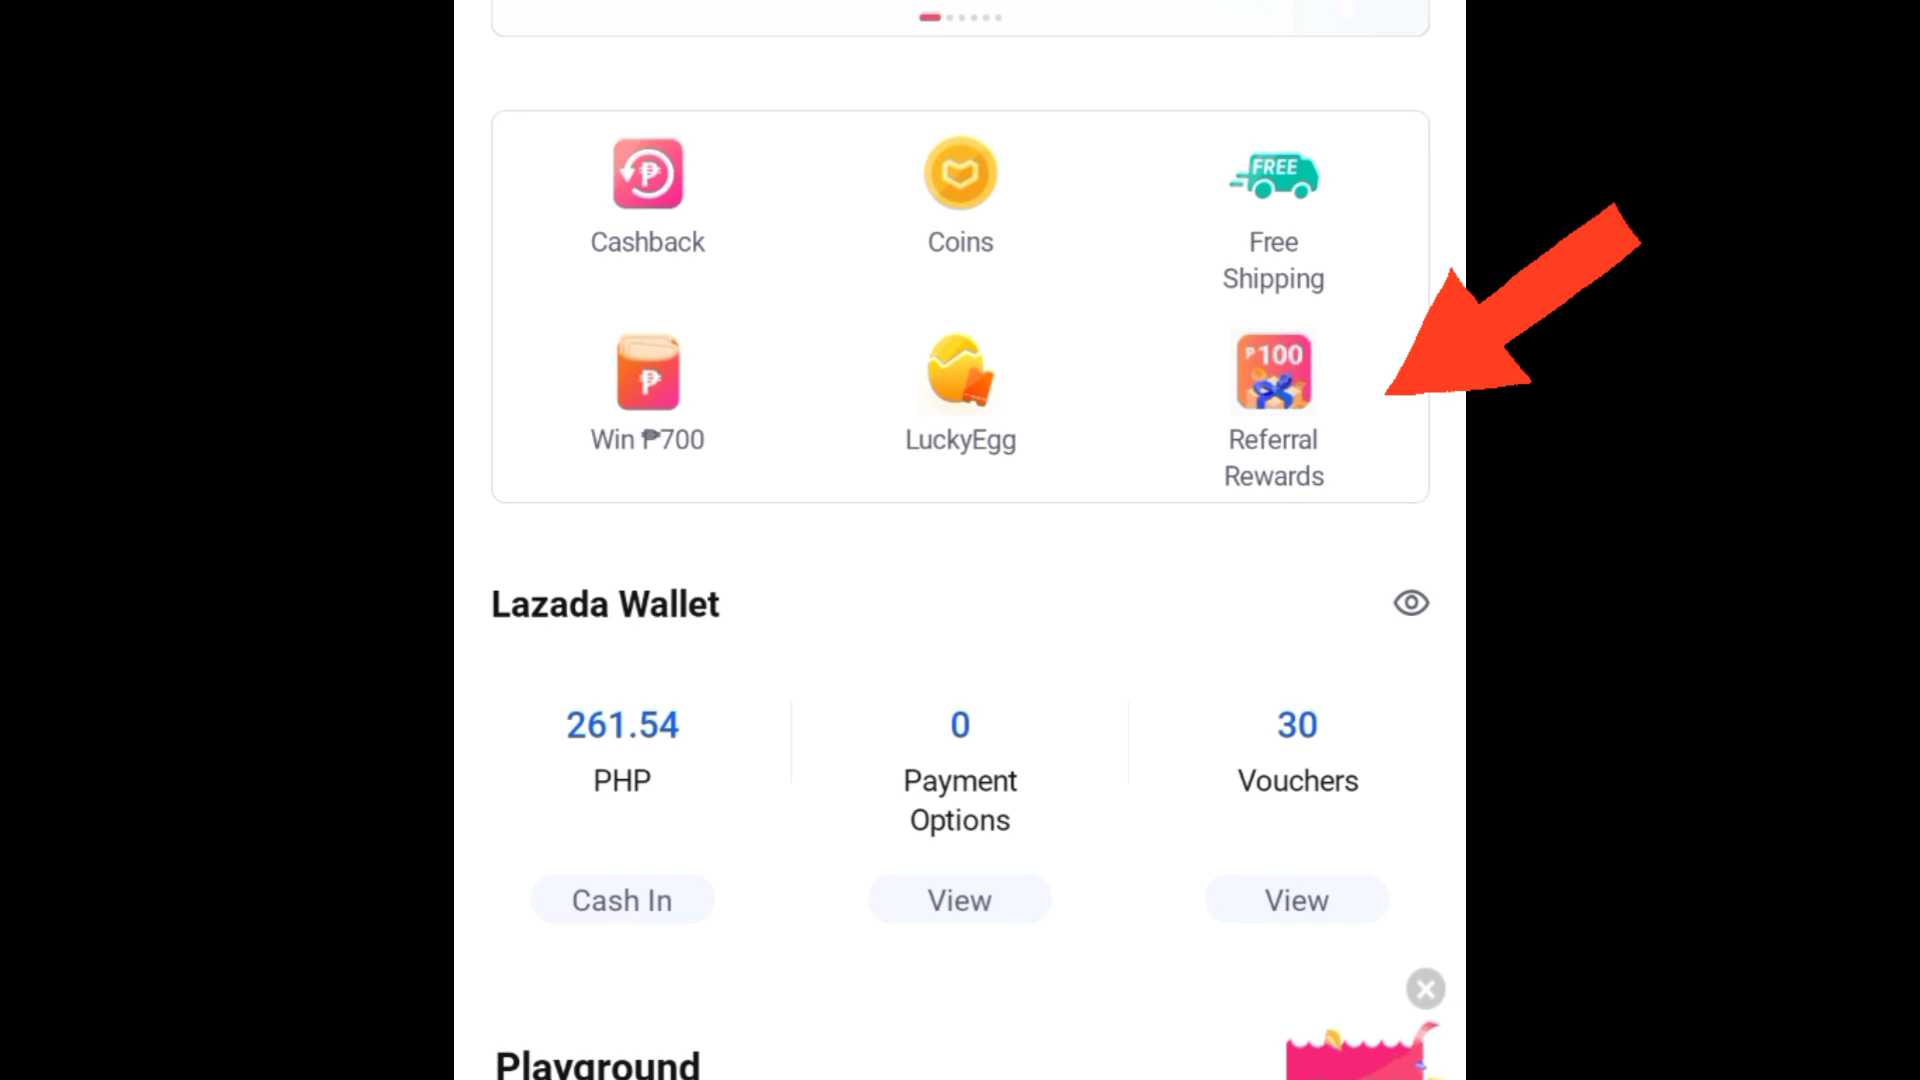 Cashback
Coins
FREE
Free
Shipping
₱
Win ₱700
LuckyEgg
₱100
Referral
Rewards
Lazada Wallet
261.54
PHP
0
Payment
Options
30
Vouchers
Cash In
View
View
Playground